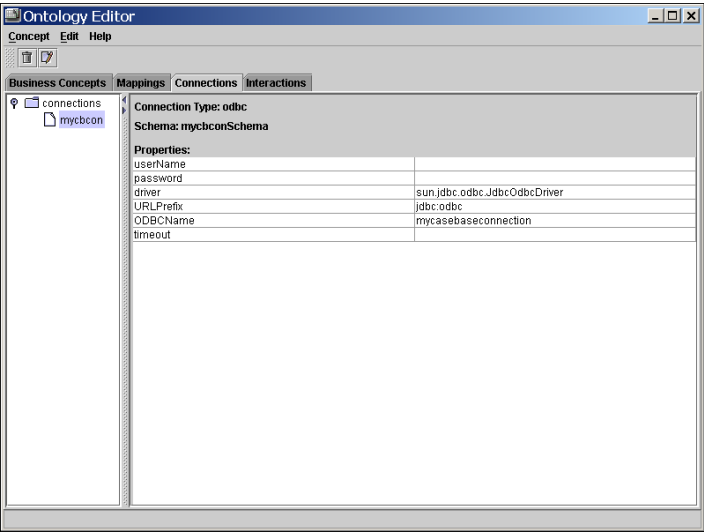 Ontology Editor
Concept Edit Help
Business Concepts Mappings Connections Interactions
connections
mycbcon
Connection Type: odbc
Schema: mycbconSchema
Properties:
userName
password
driver sun.jdbc.odbc.JdbcOdbcDriver
URLPrefix jdbc:odbc
ODBCName mycasebaseconnection
timeout